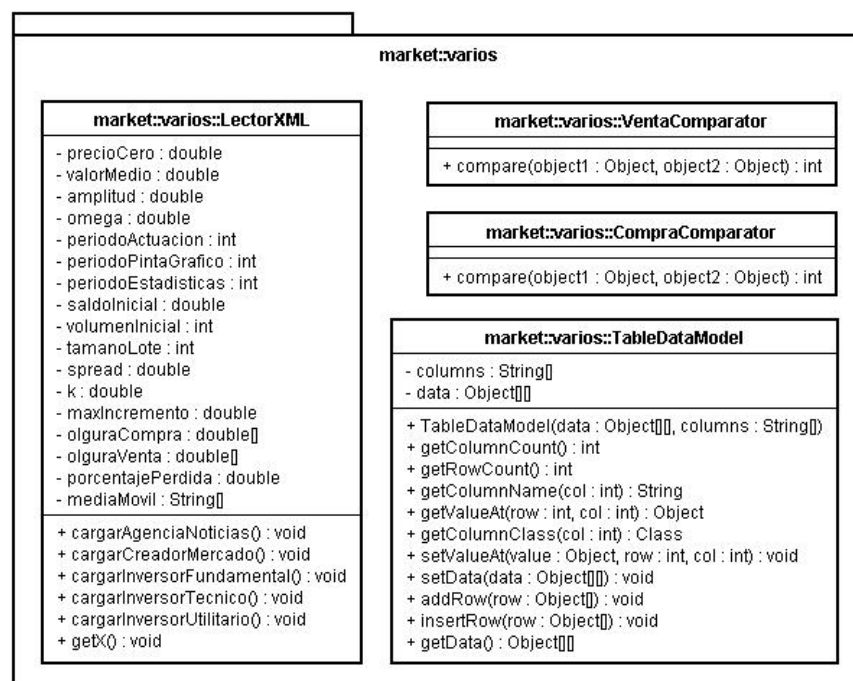 market::varios
market::varios::LectorXML
- precioCero : double
- valorMedio : double
- amplitud : double
- omega : double
- periodoActuacion : int
- periodoPintaGrafico : int
- periodoEstadisticas : int
- saldoInicial : double
- volumenInicial : int
- tamanoLote : int
- spread : double
- k : double
- maxIncremento : double
- olguraCompra : double[]
- olguraVenta : double[]
- porcentajePerdida : double
- mediaMovil : String[]
+ cargarAgenciaNoticias() : void
+ cargarCreadorMercado() : void
+ cargarInversorFundamental() : void
+ cargarInversorTecnico() : void
+ cargarInversorUtilitario() : void
+ getX() : void
market::varios::VentaComparator
+ compare(object1 : Object, object2 : Object) : int
market::varios::CompraComparator
+ compare(object1 : Object, object2 : Object) : int
market::varios::TableDataModel
- columns : String[]
- data : Object[][]
+ TableDataModel(data : Object[][], columns : String[])
+ getColumnCount() : int
+ getRowCount() : int
+ getColumnName(col : int) : String
+ getValueAt(row : int, col : int) : Object
+ getColumnClass(col : int) : Class
+ setValueAt(value : Object, row : int, col : int) : void
+ setData(data : Object[][]) : void
+ addRow(row : Object[]) : void
+ insertRow(row : Object[]) : void
+ getData() : Object[][]